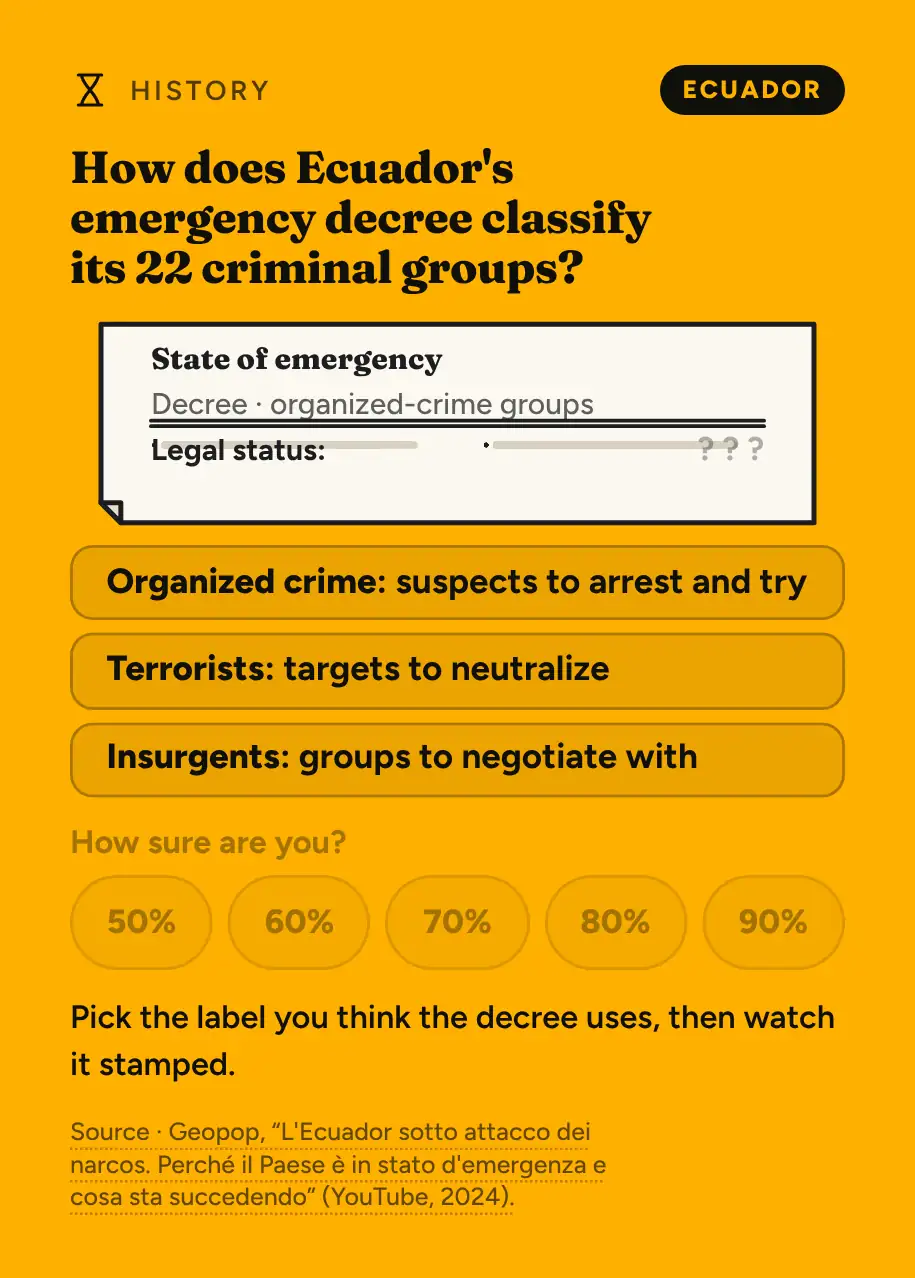 HISTORY
ECUADOR
How does Ecuador's
emergency decree classify
its 22 criminal groups?
State of emergency
Decree · organized-crime groups
Legal status:
? ? ?
Organized crime: suspects to arrest and try
Terrorists: targets to neutralize
Insurgents: groups to negotiate with
How sure are you?
50%
60%
70%
80%
90%
Pick the label you think the decree uses, then watch
it stamped.
Source · Geopop, “L'Ecuador sotto attacco dei
narcos. Perché il Paese è in stato d'emergenza e
cosa sta succedendo” (YouTube, 2024).